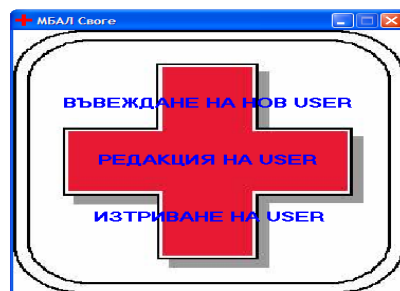 МБАЛ Своге
ВЪВЕЖДАНЕ НА НОВ USER
РЕДАКЦИЯ НА USER
ИЗТРИВАНЕ НА USER